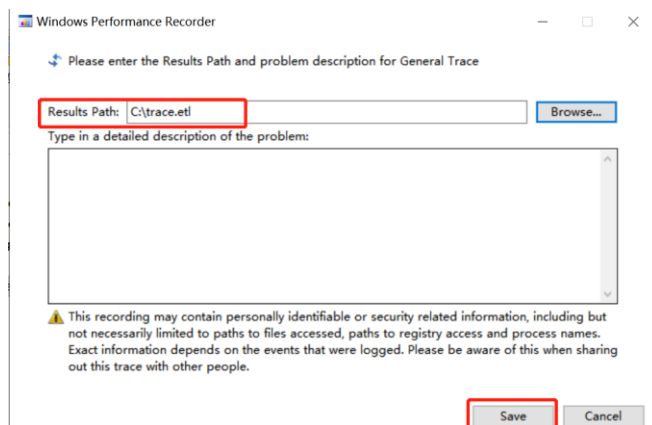 Windows Performance Recorder
Please enter the Results Path and problem description for General Trace
Results Path: C:\trace.etl Browse...
Type in a detailed description of the problem:
This recording may contain personally identifiable or security related information, including but
not necessarily limited to paths to files accessed, paths to registry access and process names.
Exact information depends on the events that were logged. Please be aware of this when sharing
out this trace with other people.
Save Cancel